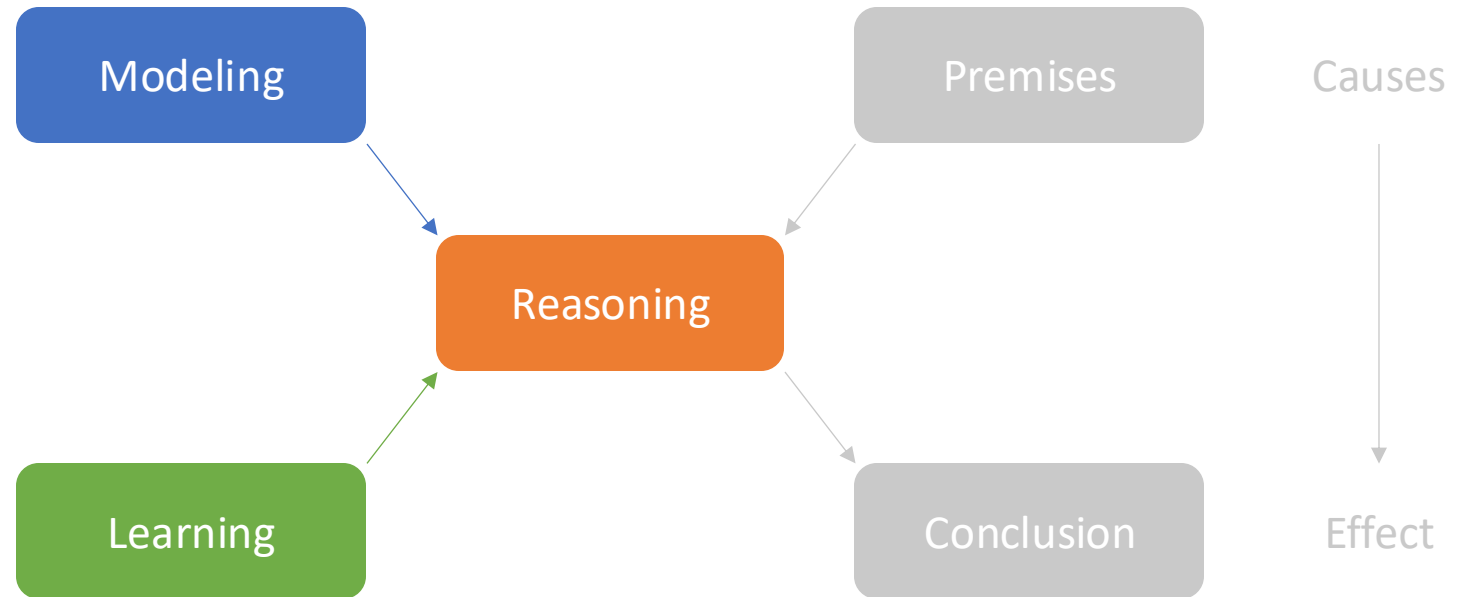 Modeling
Premises
Causes
Reasoning
Learning
Conclusion
Effect